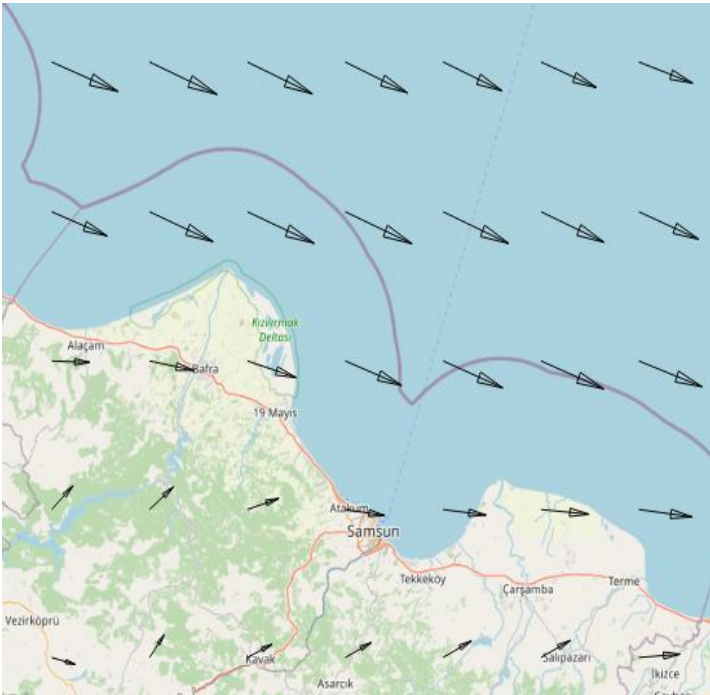 Kızılırmak
Deltası
Alaçam
Bafra
19 Mayıs
Atakum
Samsun
Tekkeköy
Çarşamba
Terme
Vezirköprü
Kavak
Salıpazarı
İkizce
Asarcık